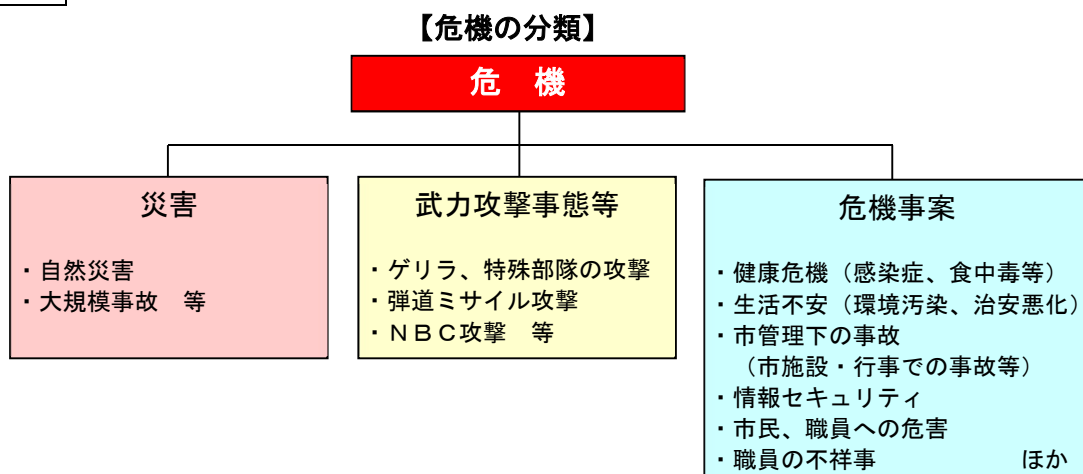 【危機の分類】
危　機
災害
・自然災害
・大規模事故　等
武力攻撃事態等
・ゲリラ、特殊部隊の攻撃
・弾道ミサイル攻撃
・ＮＢＣ攻撃　等
危機事案
・健康危機（感染症、食中毒等）
・生活不安（環境汚染、治安悪化）
・市管理下の事故
（市施設・行事での事故等）
・情報セキュリティ
・市民、職員への危害
・職員の不祥事　　　　　　ほか